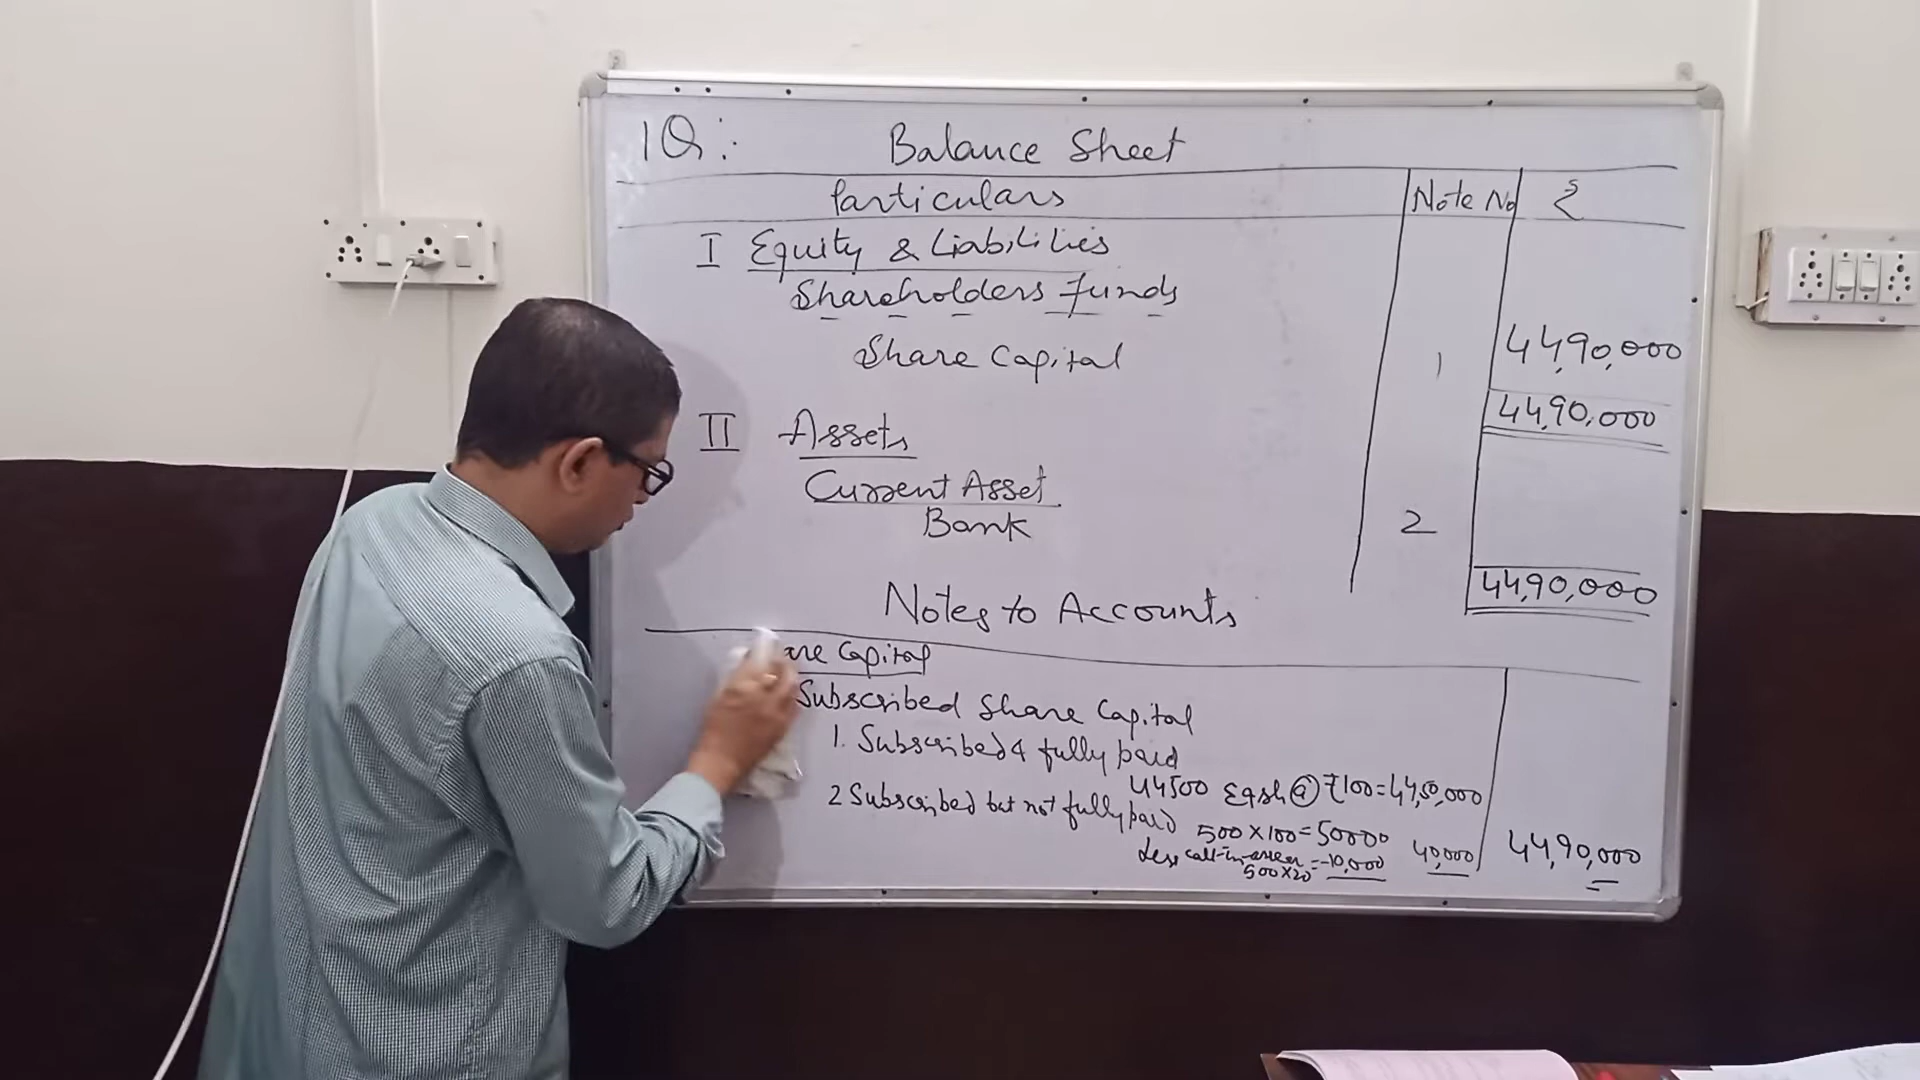 1Q:. Balance Sheet
Particulars Note No ₹
I Equity & Liabilities
Shareholders Funds
Share Capital 1 44,90,000
44,90,000
II Assets
Current Asset
Bank 2
44,90,000
Notes to Accounts
are Capital
Subscribed Share Capital
1. Subscribed & fully paid
44500 Eqsh @ ₹100=44,50,000
2 Subscribed but not fully paid
500×100=50000
Less call-in-arrear =-10,000 40,000 44,90,000
500×20